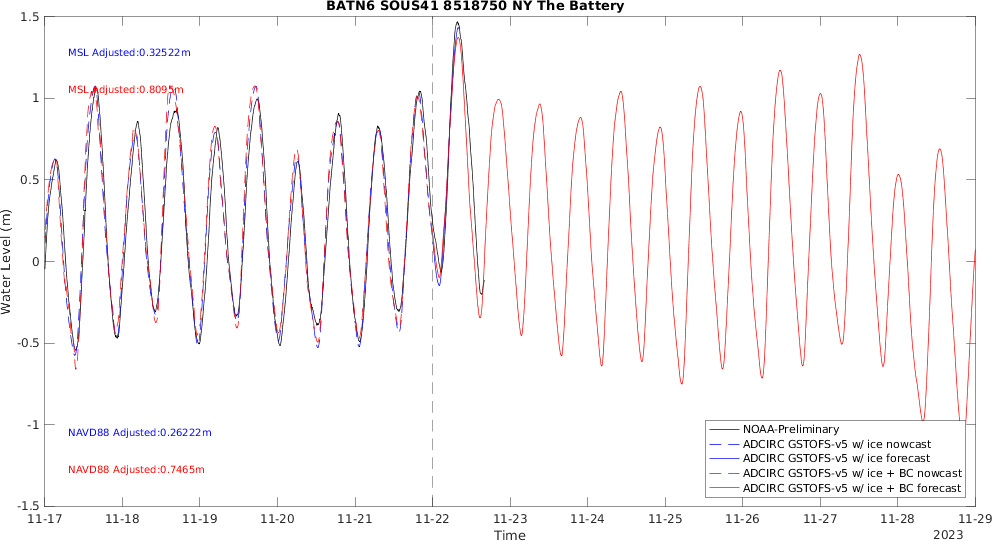 BATN6 SOUS41 8518750 NY The Battery
1.5
1
0.5
0
-0.5
-1
-1.5
Water Level (m)
MSL Adjusted:0.32522m
MSL Adjusted:0.8095m
NAVD88 Adjusted:0.26222m
NAVD88 Adjusted:0.7465m
NOAA-Preliminary
ADCIRC GSTOFS-v5 w/ ice nowcast
ADCIRC GSTOFS-v5 w/ ice forecast
ADCIRC GSTOFS-v5 w/ ice + BC nowcast
ADCIRC GSTOFS-v5 w/ ice + BC forecast
11-17 11-18 11-19 11-20 11-21 11-22 11-23 11-24 11-25 11-26 11-27 11-28 11-29
Time
2023